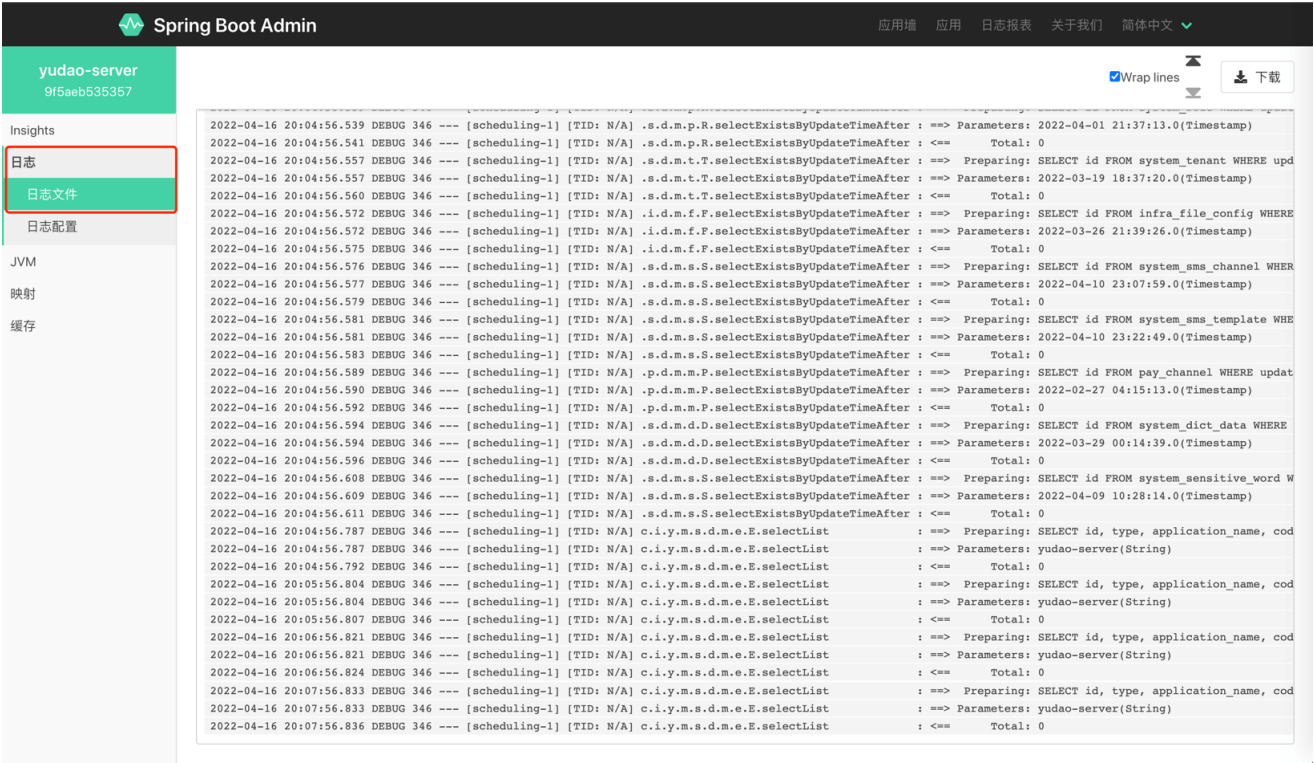 Spring Boot Admin
应用墙 应用 日志报表 关于我们 简体中文
yudao-server
9f5aeb535357
Insights
日志
日志文件
日志配置
JVM
映射
缓存
Wrap lines
下载
2022-04-16 20:04:56.539 DEBUG 346 --- [scheduling-1] [TID: N/A] .s.d.m.p.R.selectExistsByUpdateTimeAfter : ==> Parameters: 2022-04-01 21:37:13.0(Timestamp)
2022-04-16 20:04:56.541 DEBUG 346 --- [scheduling-1] [TID: N/A] .s.d.m.p.R.selectExistsByUpdateTimeAfter : <== Total: 0
2022-04-16 20:04:56.557 DEBUG 346 --- [scheduling-1] [TID: N/A] .s.d.m.t.T.selectExistsByUpdateTimeAfter : ==> Preparing: SELECT id FROM system_tenant WHERE upd
2022-04-16 20:04:56.557 DEBUG 346 --- [scheduling-1] [TID: N/A] .s.d.m.t.T.selectExistsByUpdateTimeAfter : ==> Parameters: 2022-03-19 18:37:20.0(Timestamp)
2022-04-16 20:04:56.560 DEBUG 346 --- [scheduling-1] [TID: N/A] .s.d.m.t.T.selectExistsByUpdateTimeAfter : <== Total: 0
2022-04-16 20:04:56.572 DEBUG 346 --- [scheduling-1] [TID: N/A] .i.d.m.f.F.selectExistsByUpdateTimeAfter : ==> Preparing: SELECT id FROM infra_file_config WHERE
2022-04-16 20:04:56.572 DEBUG 346 --- [scheduling-1] [TID: N/A] .i.d.m.f.F.selectExistsByUpdateTimeAfter : ==> Parameters: 2022-03-26 21:39:26.0(Timestamp)
2022-04-16 20:04:56.575 DEBUG 346 --- [scheduling-1] [TID: N/A] .i.d.m.f.F.selectExistsByUpdateTimeAfter : <== Total: 0
2022-04-16 20:04:56.576 DEBUG 346 --- [scheduling-1] [TID: N/A] .s.d.m.s.S.selectExistsByUpdateTimeAfter : ==> Preparing: SELECT id FROM system_sms_channel WHER
2022-04-16 20:04:56.577 DEBUG 346 --- [scheduling-1] [TID: N/A] .s.d.m.s.S.selectExistsByUpdateTimeAfter : ==> Parameters: 2022-04-10 23:07:59.0(Timestamp)
2022-04-16 20:04:56.579 DEBUG 346 --- [scheduling-1] [TID: N/A] .s.d.m.s.S.selectExistsByUpdateTimeAfter : <== Total: 0
2022-04-16 20:04:56.581 DEBUG 346 --- [scheduling-1] [TID: N/A] .s.d.m.s.S.selectExistsByUpdateTimeAfter : ==> Preparing: SELECT id FROM system_sms_template WHE
2022-04-16 20:04:56.581 DEBUG 346 --- [scheduling-1] [TID: N/A] .s.d.m.s.S.selectExistsByUpdateTimeAfter : ==> Parameters: 2022-04-10 23:22:49.0(Timestamp)
2022-04-16 20:04:56.583 DEBUG 346 --- [scheduling-1] [TID: N/A] .s.d.m.s.S.selectExistsByUpdateTimeAfter : <== Total: 0
2022-04-16 20:04:56.589 DEBUG 346 --- [scheduling-1] [TID: N/A] .p.d.m.m.P.selectExistsByUpdateTimeAfter : ==> Preparing: SELECT id FROM pay_channel WHERE updat
2022-04-16 20:04:56.590 DEBUG 346 --- [scheduling-1] [TID: N/A] .p.d.m.m.P.selectExistsByUpdateTimeAfter : ==> Parameters: 2022-02-27 04:15:13.0(Timestamp)
2022-04-16 20:04:56.592 DEBUG 346 --- [scheduling-1] [TID: N/A] .p.d.m.m.P.selectExistsByUpdateTimeAfter : <== Total: 0
2022-04-16 20:04:56.594 DEBUG 346 --- [scheduling-1] [TID: N/A] .s.d.m.d.D.selectExistsByUpdateTimeAfter : ==> Preparing: SELECT id FROM system_dict_data WHERE
2022-04-16 20:04:56.594 DEBUG 346 --- [scheduling-1] [TID: N/A] .s.d.m.d.D.selectExistsByUpdateTimeAfter : ==> Parameters: 2022-03-29 00:14:39.0(Timestamp)
2022-04-16 20:04:56.596 DEBUG 346 --- [scheduling-1] [TID: N/A] .s.d.m.d.D.selectExistsByUpdateTimeAfter : <== Total: 0
2022-04-16 20:04:56.608 DEBUG 346 --- [scheduling-1] [TID: N/A] .s.d.m.s.S.selectExistsByUpdateTimeAfter : ==> Preparing: SELECT id FROM system_sensitive_word W
2022-04-16 20:04:56.609 DEBUG 346 --- [scheduling-1] [TID: N/A] .s.d.m.s.S.selectExistsByUpdateTimeAfter : ==> Parameters: 2022-04-09 10:28:14.0(Timestamp)
2022-04-16 20:04:56.611 DEBUG 346 --- [scheduling-1] [TID: N/A] .s.d.m.s.S.selectExistsByUpdateTimeAfter : <== Total: 0
2022-04-16 20:04:56.787 DEBUG 346 --- [scheduling-1] [TID: N/A] c.i.y.m.s.d.m.e.E.selectList : ==> Preparing: SELECT id, type, application_name, cod
2022-04-16 20:04:56.787 DEBUG 346 --- [scheduling-1] [TID: N/A] c.i.y.m.s.d.m.e.E.selectList : ==> Parameters: yudao-server(String)
2022-04-16 20:04:56.792 DEBUG 346 --- [scheduling-1] [TID: N/A] c.i.y.m.s.d.m.e.E.selectList : <== Total: 0
2022-04-16 20:05:56.804 DEBUG 346 --- [scheduling-1] [TID: N/A] c.i.y.m.s.d.m.e.E.selectList : ==> Preparing: SELECT id, type, application_name, cod
2022-04-16 20:05:56.804 DEBUG 346 --- [scheduling-1] [TID: N/A] c.i.y.m.s.d.m.e.E.selectList : ==> Parameters: yudao-server(String)
2022-04-16 20:05:56.807 DEBUG 346 --- [scheduling-1] [TID: N/A] c.i.y.m.s.d.m.e.E.selectList : <== Total: 0
2022-04-16 20:06:56.821 DEBUG 346 --- [scheduling-1] [TID: N/A] c.i.y.m.s.d.m.e.E.selectList : ==> Preparing: SELECT id, type, application_name, cod
2022-04-16 20:06:56.821 DEBUG 346 --- [scheduling-1] [TID: N/A] c.i.y.m.s.d.m.e.E.selectList : ==> Parameters: yudao-server(String)
2022-04-16 20:06:56.824 DEBUG 346 --- [scheduling-1] [TID: N/A] c.i.y.m.s.d.m.e.E.selectList : <== Total: 0
2022-04-16 20:07:56.833 DEBUG 346 --- [scheduling-1] [TID: N/A] c.i.y.m.s.d.m.e.E.selectList : ==> Preparing: SELECT id, type, application_name, cod
2022-04-16 20:07:56.833 DEBUG 346 --- [scheduling-1] [TID: N/A] c.i.y.m.s.d.m.e.E.selectList : ==> Parameters: yudao-server(String)
2022-04-16 20:07:56.836 DEBUG 346 --- [scheduling-1] [TID: N/A] c.i.y.m.s.d.m.e.E.selectList : <== Total: 0